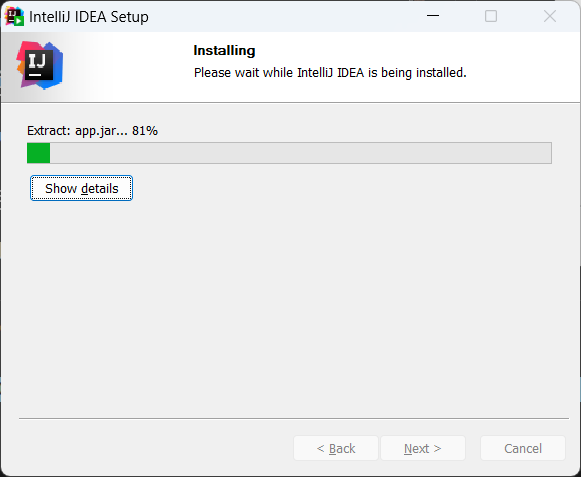 IntelliJ IDEA Setup
IJ
Installing
Please wait while IntelliJ IDEA is being installed.
Extract: app.jar... 81%
Show details
< Back
Next >
Cancel